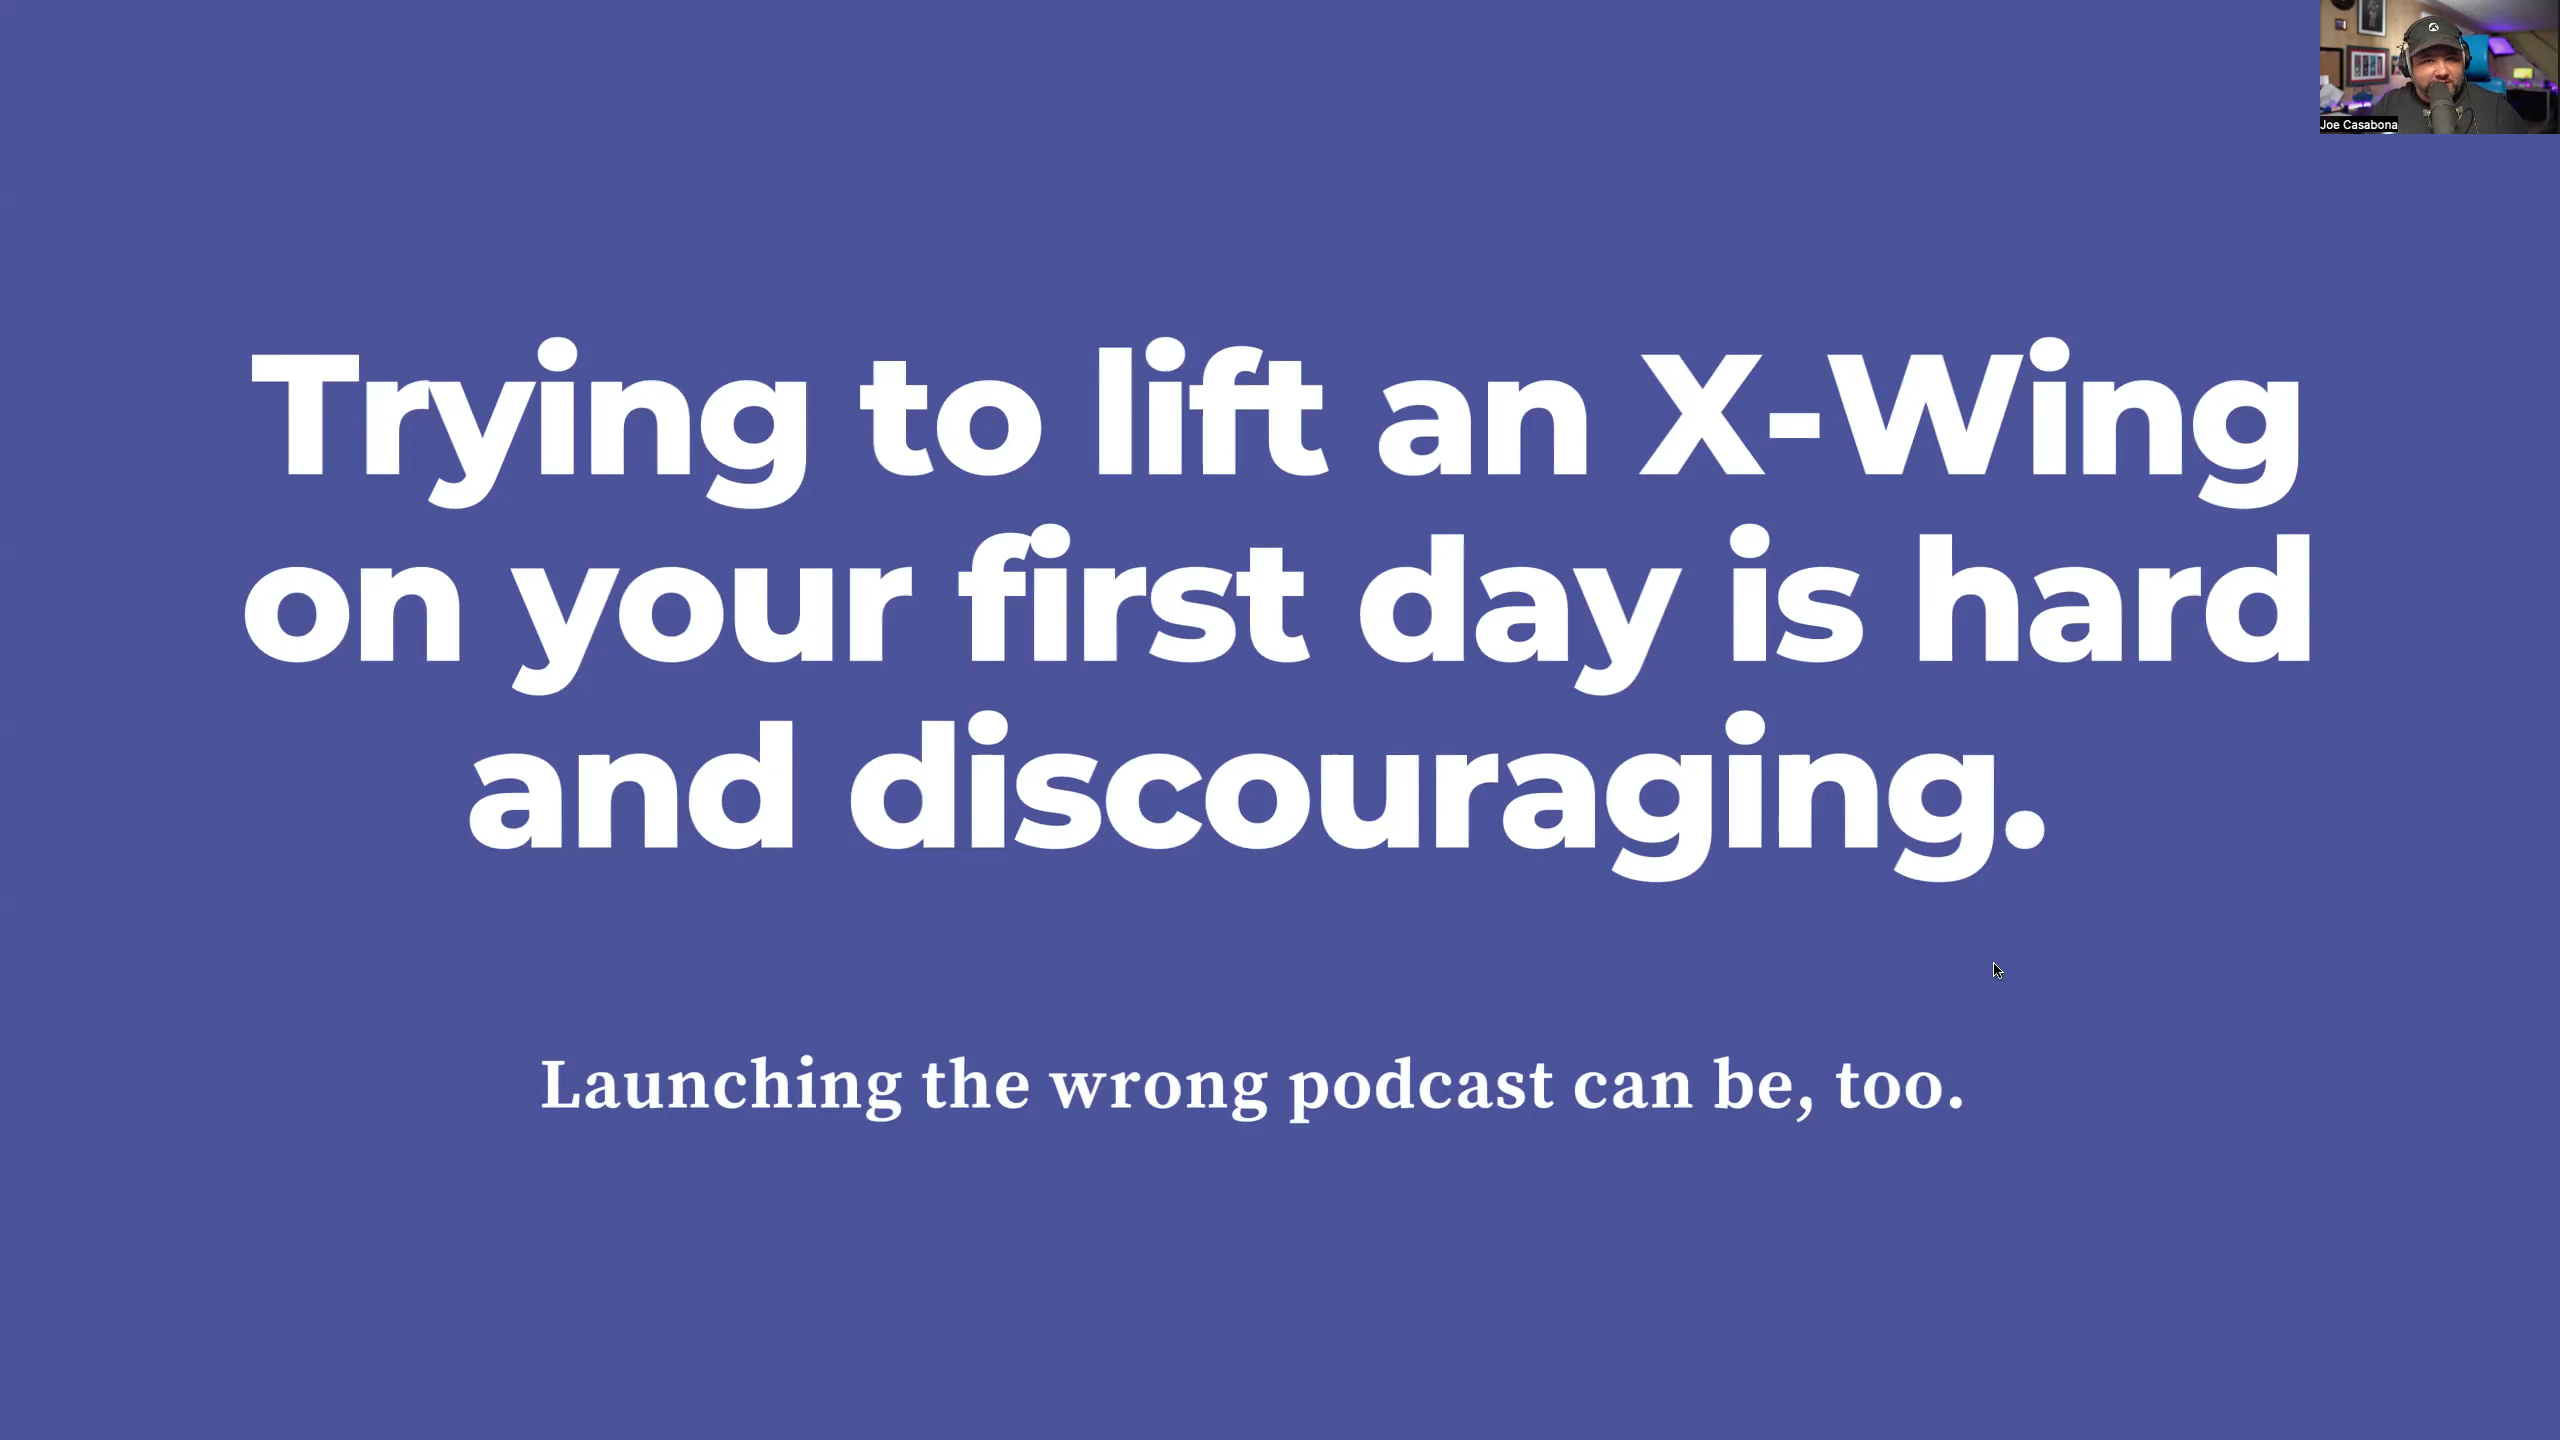 Joe Casabona
Trying to lift an X-Wing
on your first day is hard
and discouraging.
Launching the wrong podcast can be, too.